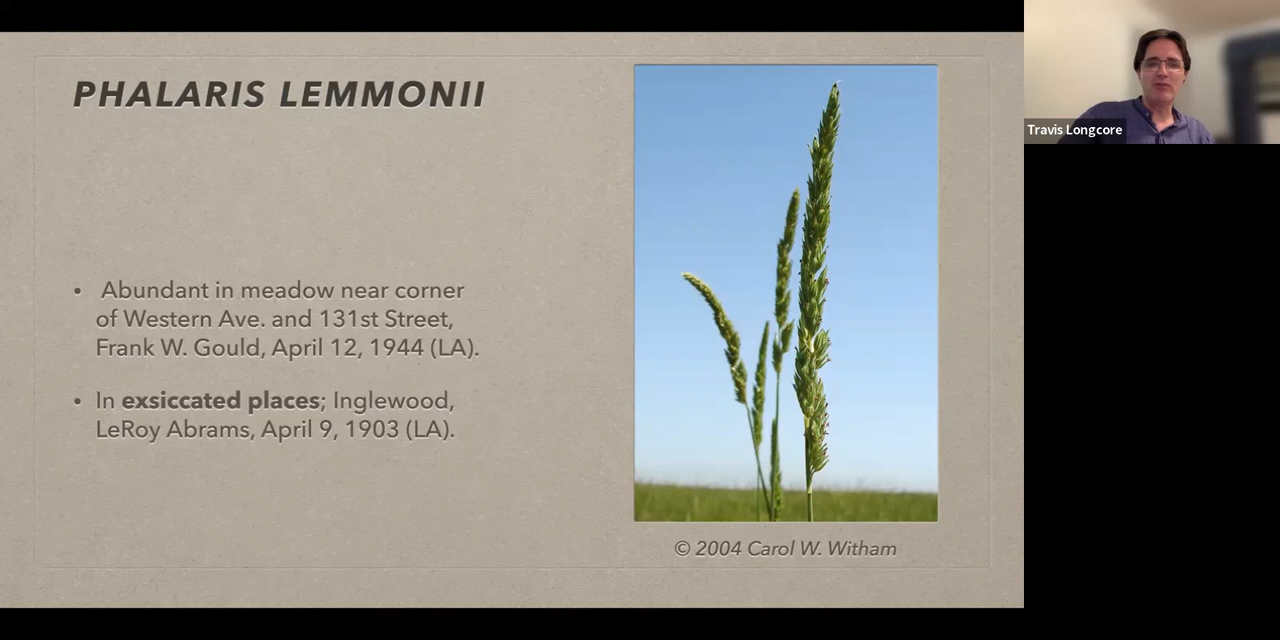 PHALARIS LEMMONII
• Abundant in meadow near corner
of Western Ave. and 131st Street,
Frank W. Gould, April 12, 1944 (LA).
• In exsiccated places; Inglewood,
LeRoy Abrams, April 9, 1903 (LA).
© 2004 Carol W. Witham
Travis Longcore